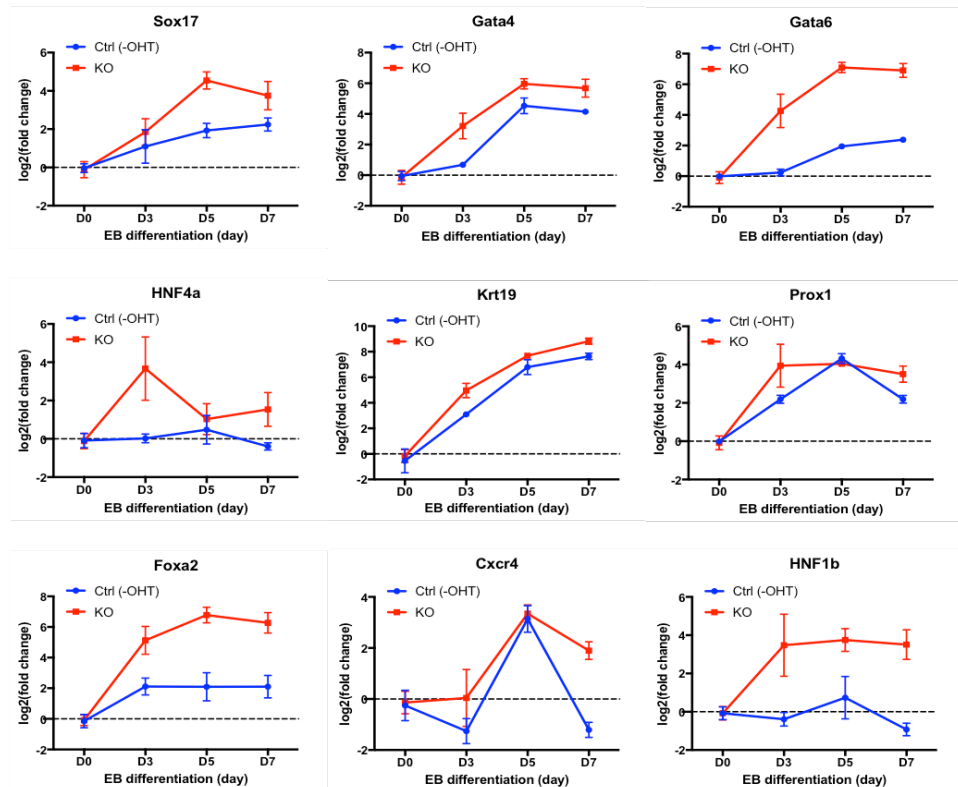 Sox17
Ctrl (-OHT)
KO
log2(fold change)
6
4
2
0
-2
D0 D3 D5 D7
EB differentiation (day)
Gata4
Ctrl (-OHT)
KO
log2(fold change)
8
6
4
2
0
-2
D0 D3 D5 D7
EB differentiation (day)
Gata6
Ctrl (-OHT)
KO
log2(fold change)
8
6
4
2
0
-2
D0 D3 D5 D7
EB differentiation (day)
HNF4a
Ctrl (-OHT)
KO
log2(fold change)
6
4
2
0
-2
D0 D3 D5 D7
EB differentiation (day)
Krt19
Ctrl (-OHT)
KO
log2(fold change)
10
8
6
4
2
0
-2
D0 D3 D5 D7
EB differentiation (day)
Prox1
Ctrl (-OHT)
KO
log2(fold change)
6
4
2
0
-2
D0 D3 D5 D7
EB differentiation (day)
Foxa2
Ctrl (-OHT)
KO
log2(fold change)
8
6
4
2
0
-2
D0 D3 D5 D7
EB differentiation (day)
Cxcr4
Ctrl (-OHT)
KO
log2(fold change)
4
2
0
-2
D0 D3 D5 D7
EB differentiation (day)
HNF1b
Ctrl (-OHT)
KO
log2(fold change)
6
4
2
0
-2
D0 D3 D5 D7
EB differentiation (day)